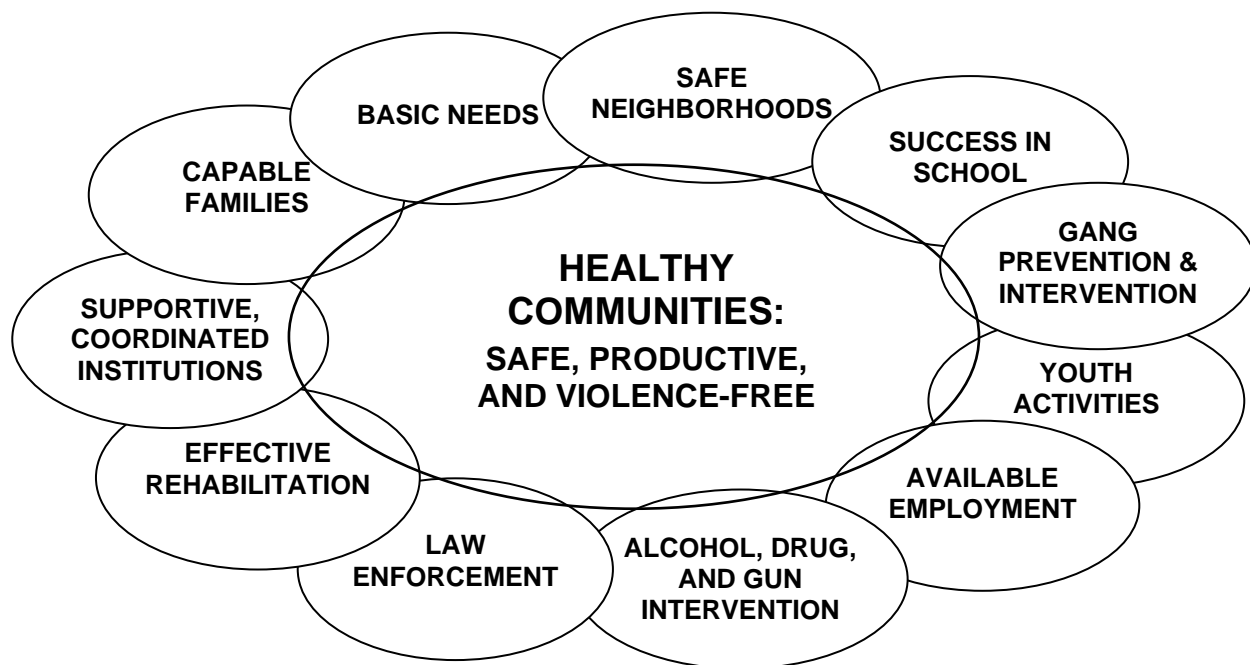 SAFE
NEIGHBORHOODS
BASIC NEEDS
SUCCESS IN
SCHOOL
CAPABLE
FAMILIES
GANG
PREVENTION &
INTERVENTION
HEALTHY
COMMUNITIES:
SAFE, PRODUCTIVE,
AND VIOLENCE-FREE
SUPPORTIVE,
COORDINATED
INSTITUTIONS
YOUTH
ACTIVITIES
EFFECTIVE
REHABILITATION
AVAILABLE
EMPLOYMENT
LAW
ENFORCEMENT
ALCOHOL, DRUG,
AND GUN
INTERVENTION